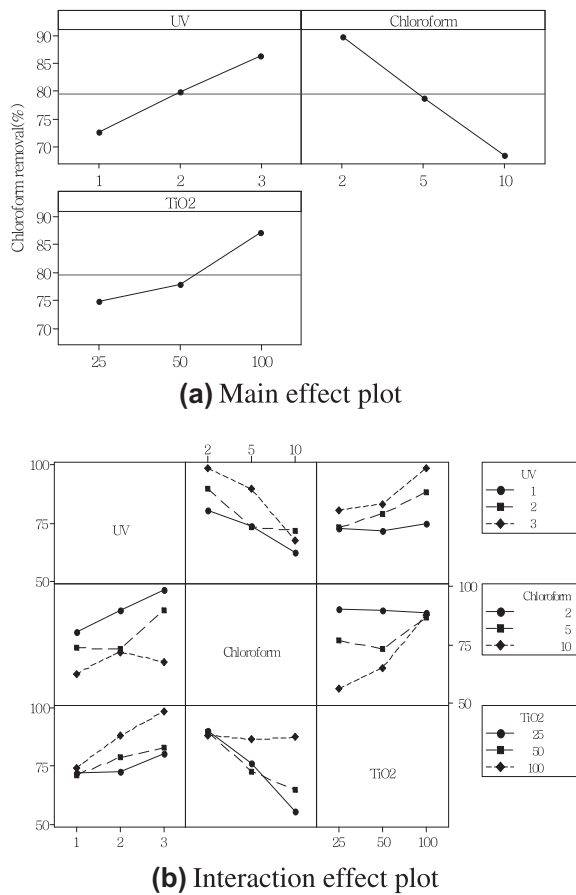 UV Chloroform
Chloroform removal(%)
90
85
80
75
70
1 2 3 2 5 10
TiO2
90
85
80
75
70
25 50 100
(a) Main effect plot
2 5 10
100
75
50
UV
UV
1
2
3
Chloroform
100
75
50
Chloroform
2
5
10
100
75
50
TiO2
TiO2
25
50
100
1 2 3 25 50 100
(b) Interaction effect plot